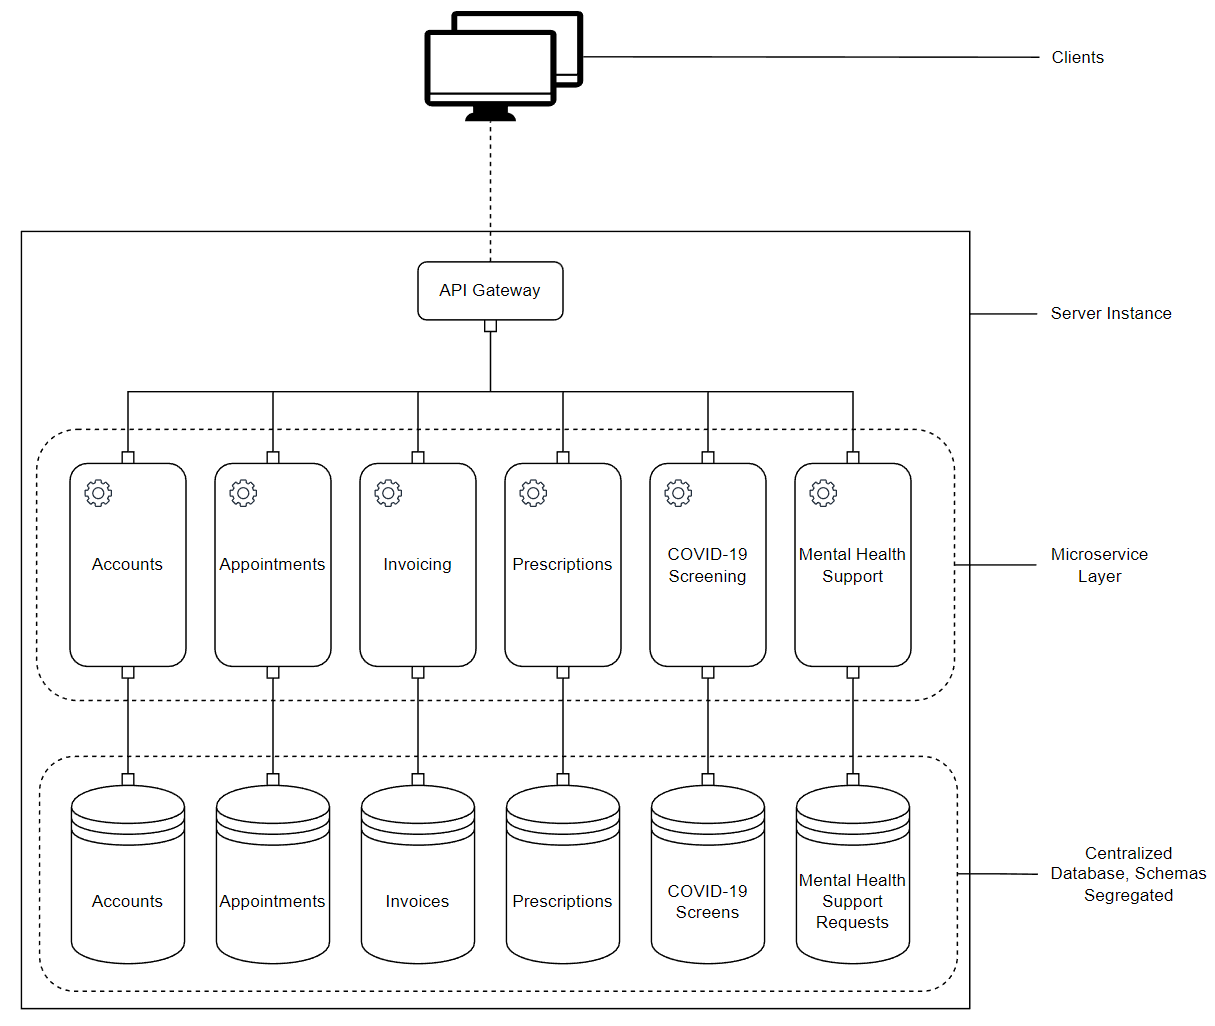 Clients
API Gateway
Server Instance
Accounts
Appointments
Invoicing
Prescriptions
COVID-19
Screening
Mental Health
Support
Microservice
Layer
Accounts
Appointments
Invoices
Prescriptions
COVID-19
Screens
Mental Health
Support
Requests
Centralized
Database, Schemas
Segregated